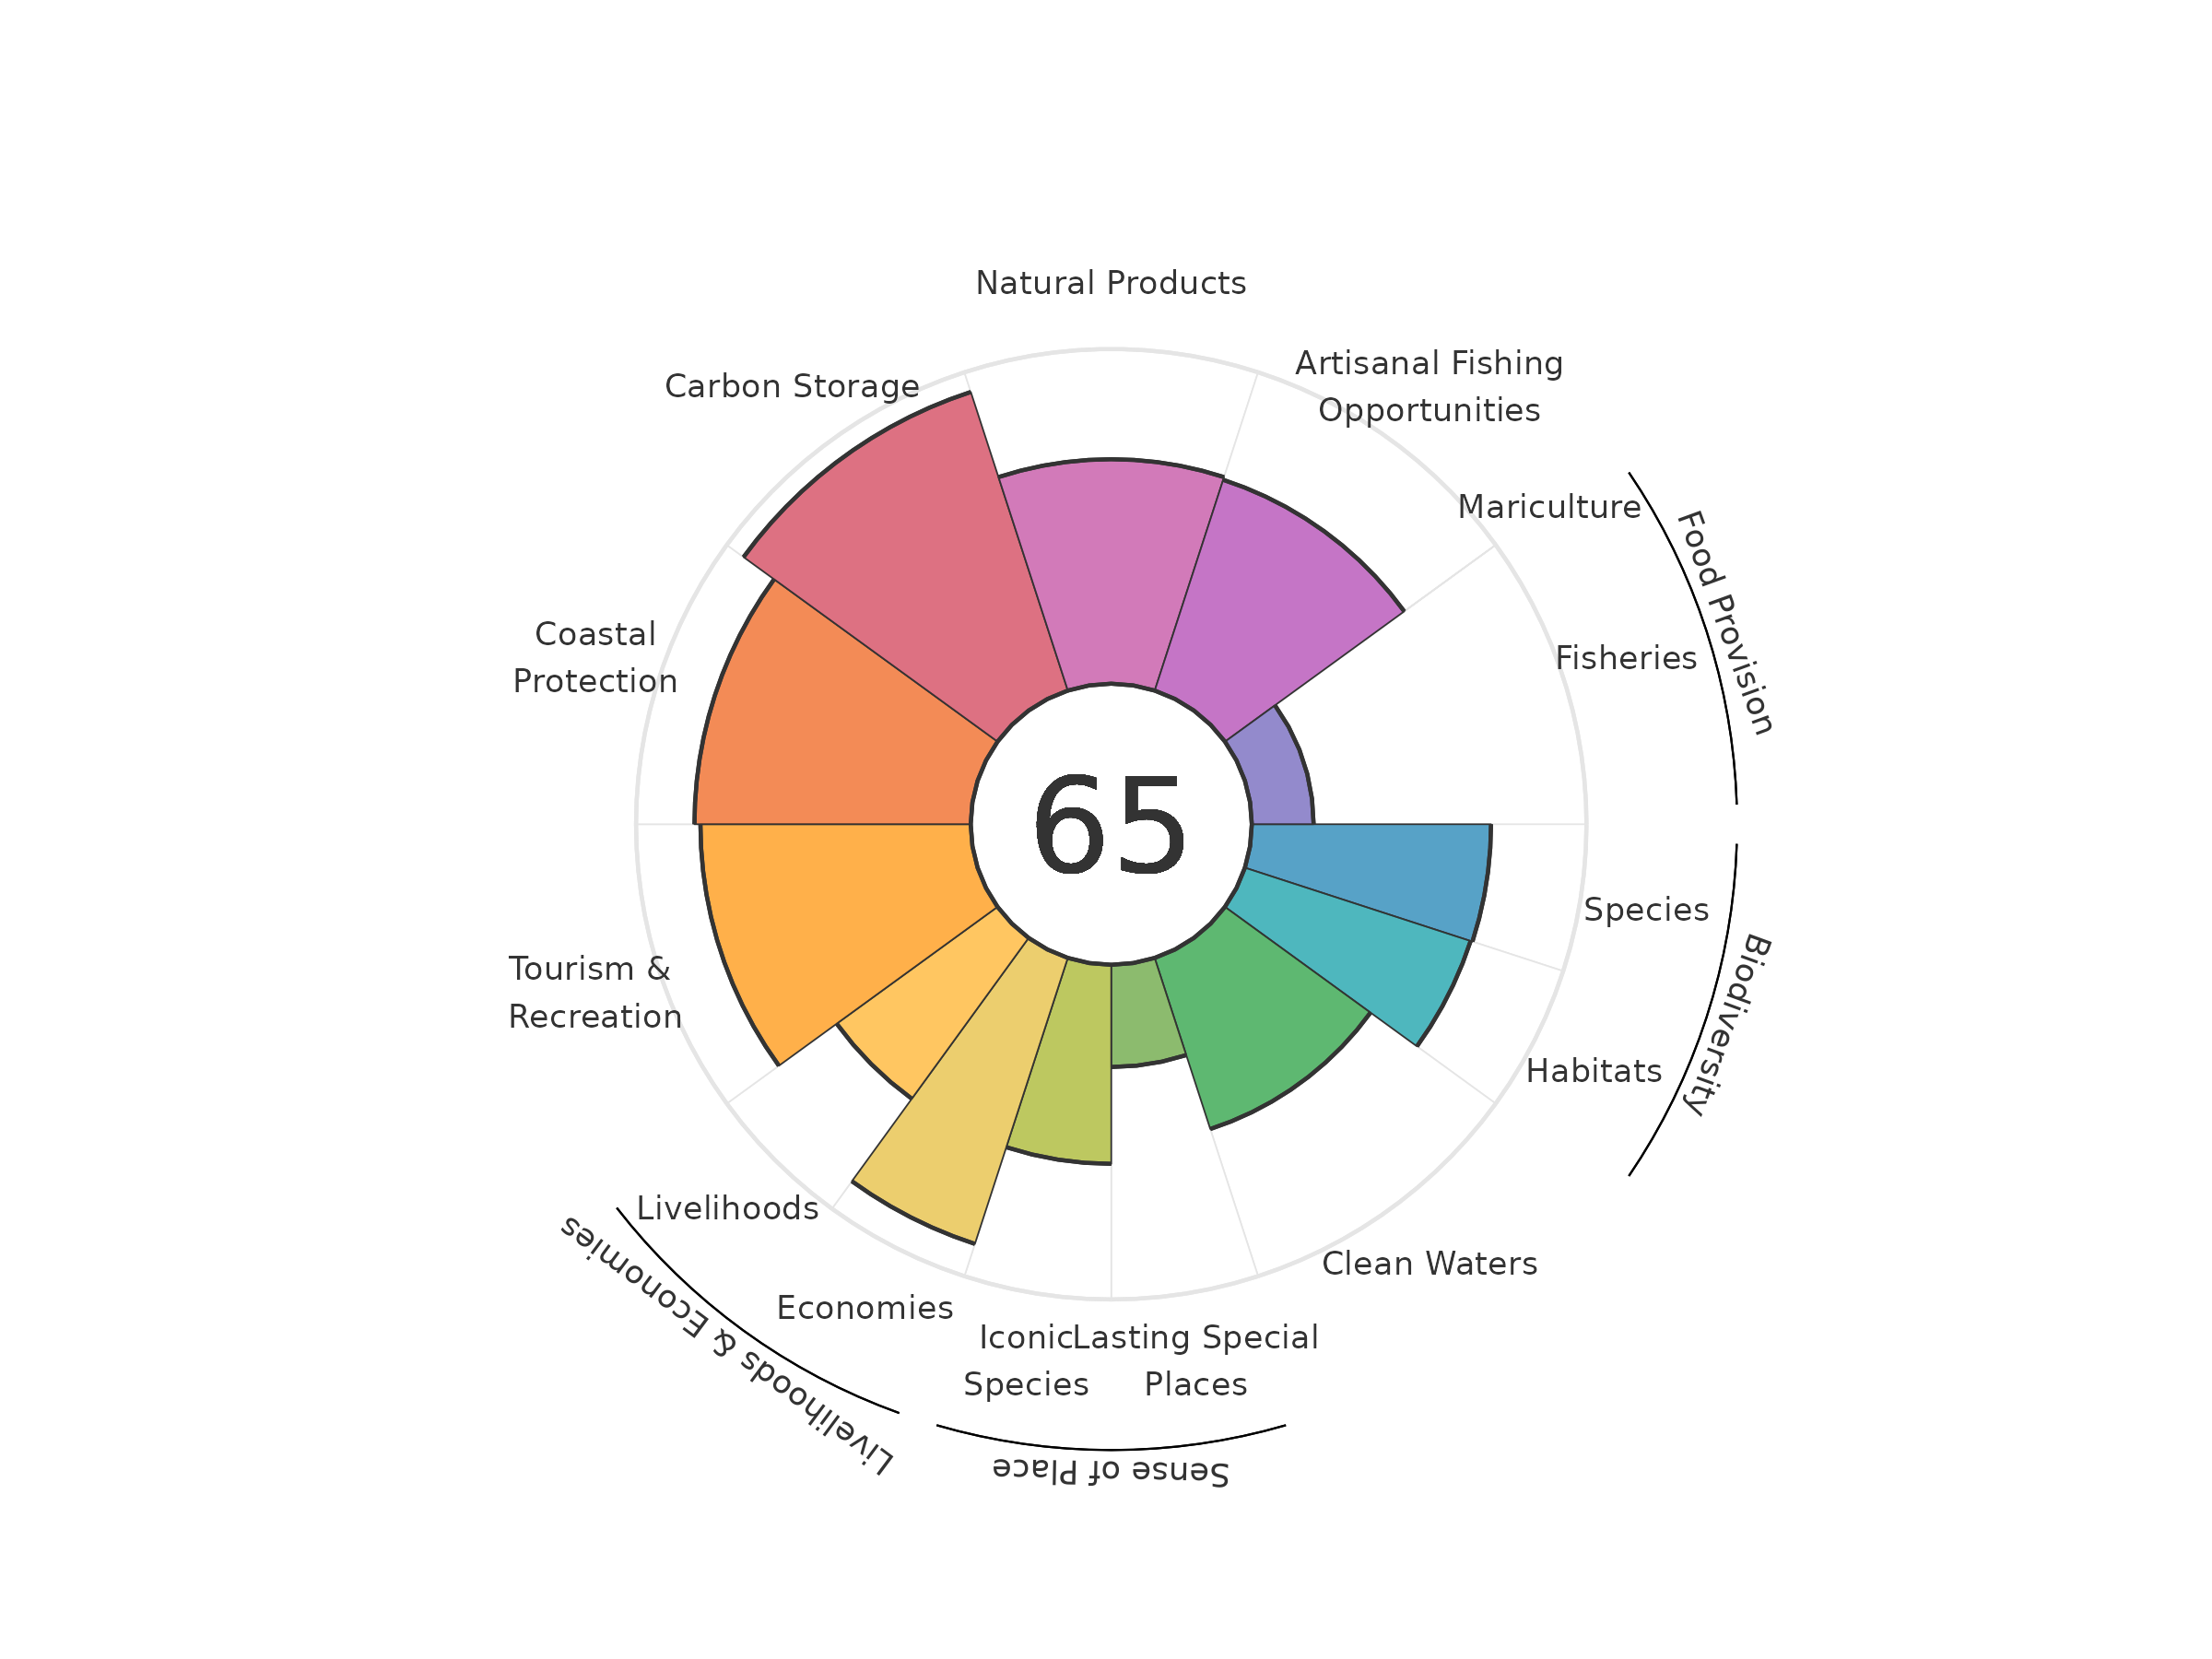 Natural Products
Artisanal Fishing
Opportunities
Carbon Storage
Mariculture
Food Provision
Fisheries
Coastal
Protection
65
Species
Biodiversity
Tourism &
Recreation
Habitats
Livelihoods
Clean Waters
Economies
Livelihoods & Economies
Iconic
Species
Lasting Special
Places
Sense of Place